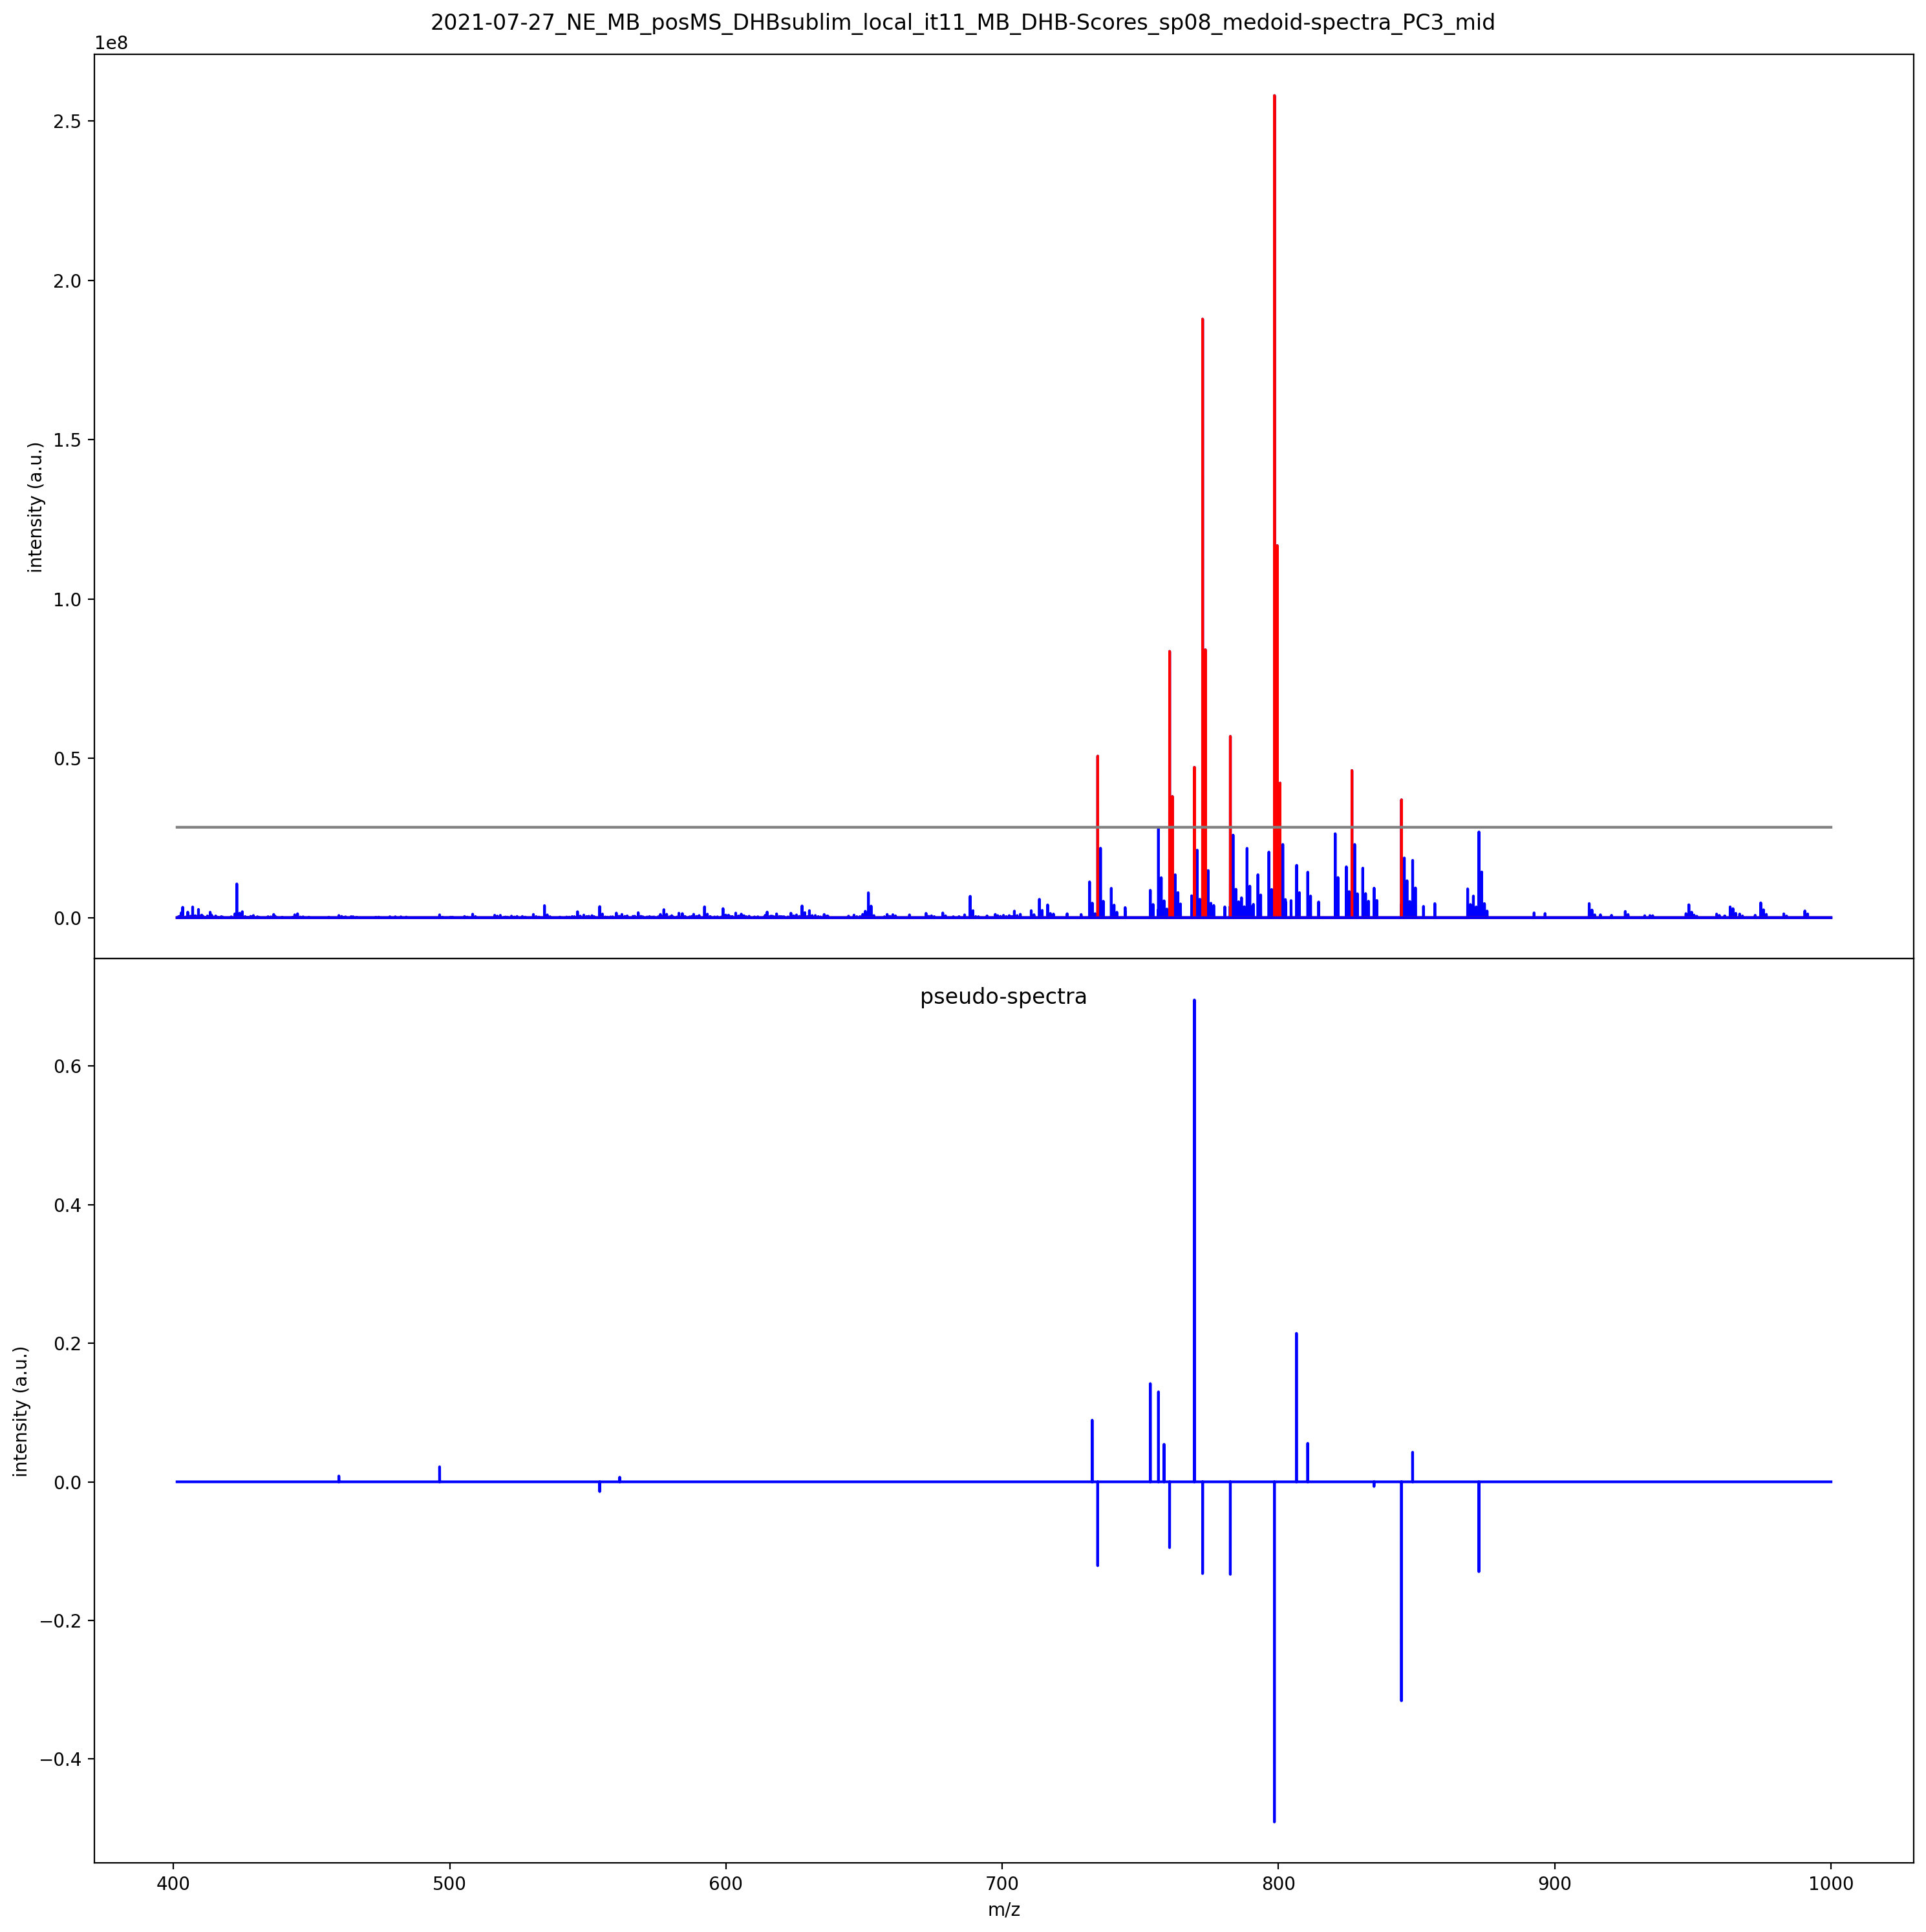 2021-07-27_NE_MB_posMS_DHBsublim_local_it11_MB_DHB-Scores_sp08_medoid-spectra_PC3_mid
1e8
2.5
2.0
1.5
1.0
0.5
0.0
intensity (a.u.)
pseudo-spectra
0.6
0.4
0.2
0.0
−0.2
−0.4
intensity (a.u.)
400 500 600 700 800 900 1000
m/z